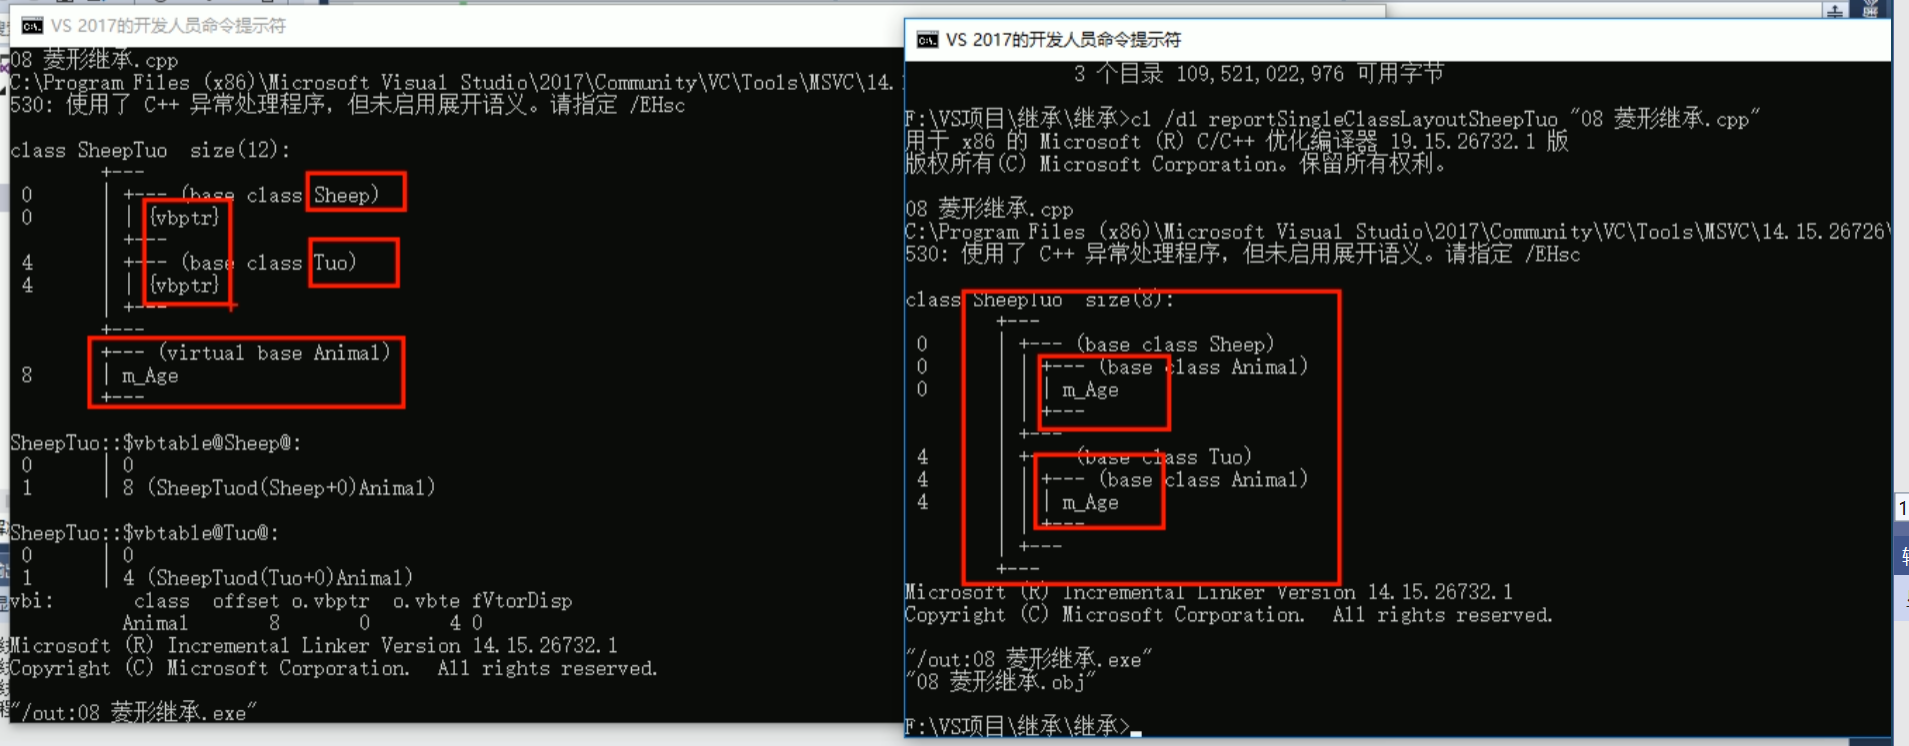 VS 2017的开发人员命令提示符
08 菱形继承.cpp
C:\Program Files (x86)\Microsoft Visual Studio\2017\Community\VC\Tools\MSVC\14.
530: 使用了 C++ 异常处理程序，但未启用展开语义。请指定 /EHsc
class SheepTuo  size(12):
        +---
0       | +--- (base class Sheep)
0       | | {vbptr}
        | +---
4       | +--- (base class Tuo)
4       | | {vbptr}
        | +---
        +---
        +--- (virtual base Animal)
8       | m_Age
        +---
SheepTuo::$vbtable@Sheep@:
0       | 0
1       | 8 (SheepTuod(Sheep+0)Animal)
SheepTuo::$vbtable@Tuo@:
0       | 0
1       | 4 (SheepTuod(Tuo+0)Animal)
vbi:       class  offset o.vbptr  o.vbte fVtorDisp
          Animal       8       0       4 0
Microsoft (R) Incremental Linker Version 14.15.26732.1
Copyright (C) Microsoft Corporation.  All rights reserved.
"/out:08 菱形继承.exe"
VS 2017的开发人员命令提示符
3 个目录 109,521,022,976 可用字节
F:\VS项目\继承\继承>cl /d1 reportSingleClassLayoutSheepTuo "08 菱形继承.cpp"
用于 x86 的 Microsoft (R) C/C++ 优化编译器 19.15.26732.1 版
版权所有(C) Microsoft Corporation。保留所有权利。
08 菱形继承.cpp
C:\Program Files (x86)\Microsoft Visual Studio\2017\Community\VC\Tools\MSVC\14.15.26726\
530: 使用了 C++ 异常处理程序，但未启用展开语义。请指定 /EHsc
class SheepTuo  size(8):
        +---
0       | +--- (base class Sheep)
0       | | +--- (base class Animal)
0       | | | m_Age
        | | +---
        | +---
4       | +--- (base class Tuo)
4       | | +--- (base class Animal)
4       | | | m_Age
        | | +---
        | +---
        +---
Microsoft (R) Incremental Linker Version 14.15.26732.1
Copyright (C) Microsoft Corporation.  All rights reserved.
"/out:08 菱形继承.exe"
"08 菱形继承.obj"
F:\VS项目\继承\继承>